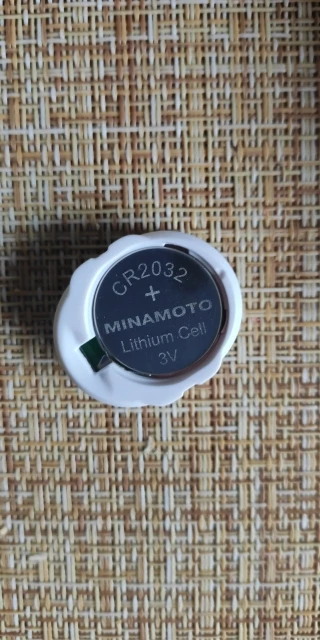 CR2032
+
MINAMOTO
Lithium Cell
3V